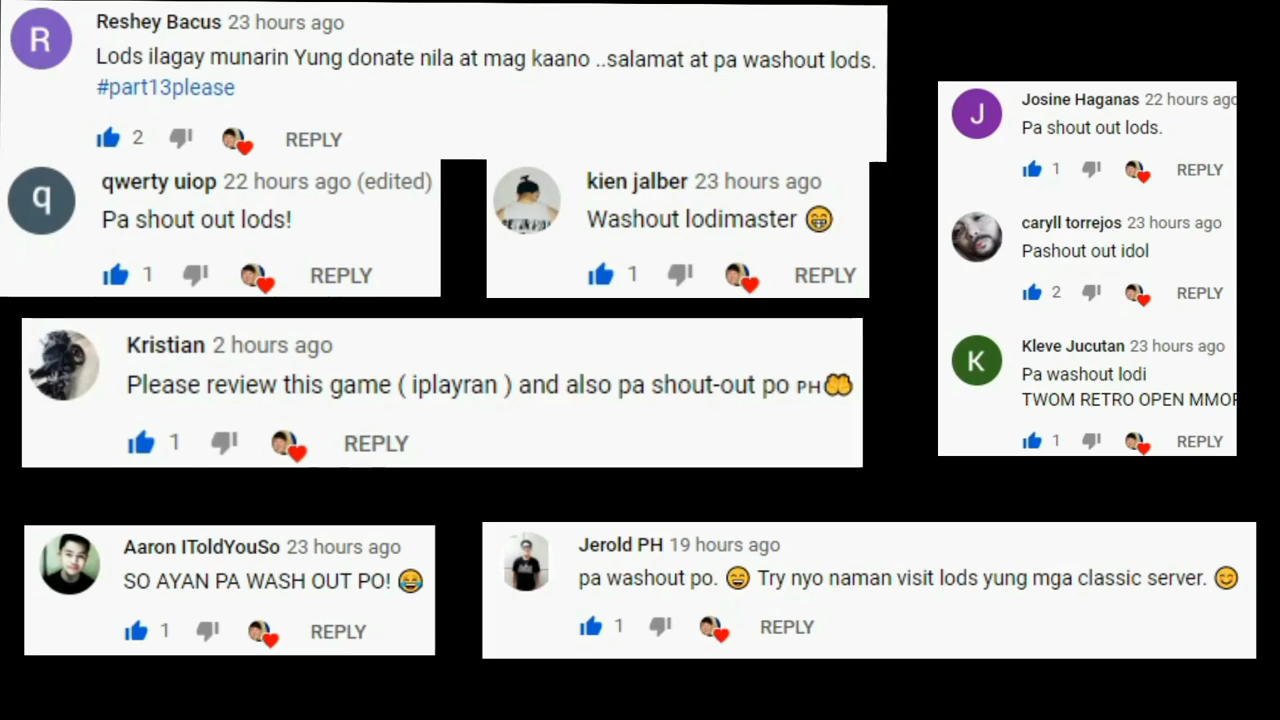 Reshey Bacus 23 hours ago
Lods ilagay munarin Yung donate nila at mag kaano ..salamat at pa washout lods.
#part13please
2 REPLY
qwerty uiop 22 hours ago (edited)
Pa shout out lods!
1 REPLY
kien jalber 23 hours ago
Washout lodimaster 😁
1 REPLY
Kristian 2 hours ago
Please review this game ( iplayran ) and also pa shout-out po PH🤲
1 REPLY
Josine Haganas 22 hours ago
Pa shout out lods.
1 REPLY
caryll torrejos 23 hours ago
Pashout out idol
2 REPLY
Kleve Jucutan 23 hours ago
Pa washout lodi
TWOM RETRO OPEN MMOR
1 REPLY
Aaron IToldYouSo 23 hours ago
SO AYAN PA WASH OUT PO! 😂
1 REPLY
Jerold PH 19 hours ago
pa washout po. 😄 Try nyo naman visit lods yung mga classic server. 😊
1 REPLY